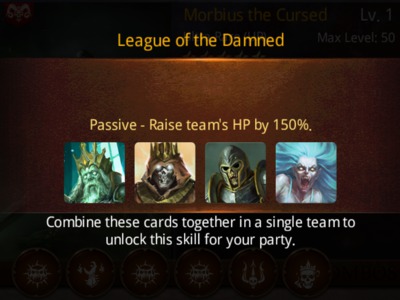 Morbius the Cursed Lv. 1
League of the Damned
Max Level: 50
Passive - Raise team's HP by 150%.
Combine these cards together in a single team to
unlock this skill for your party.